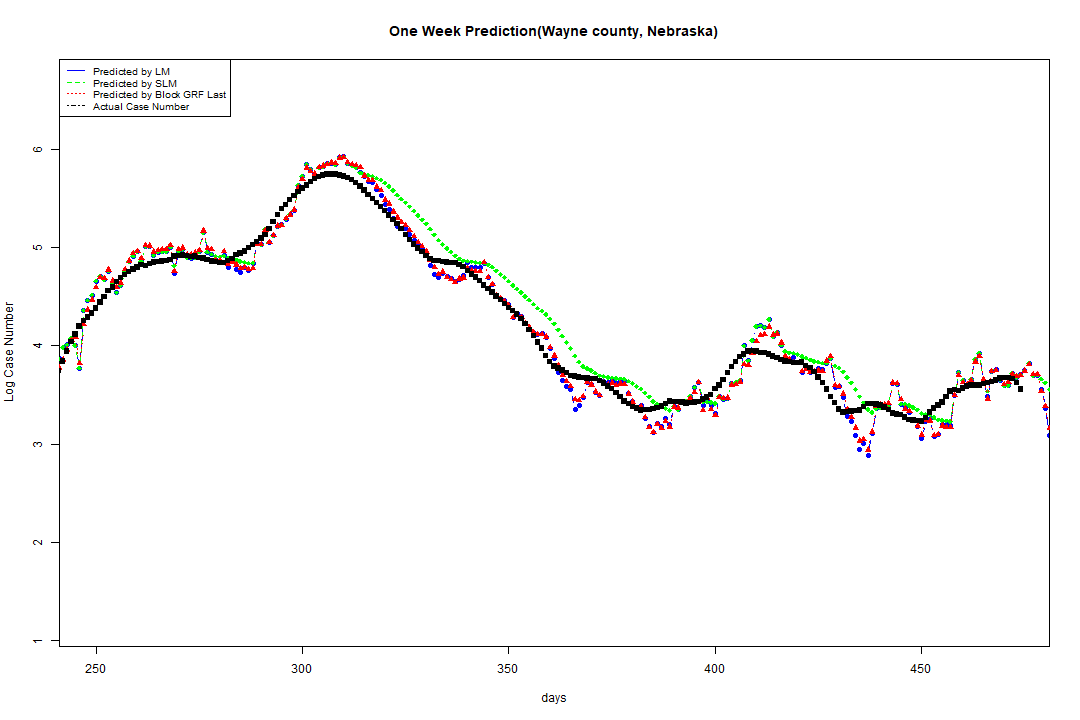 One Week Prediction(Wayne county, Nebraska)
Predicted by LM
Predicted by SLM
Predicted by Block GRF Last
Actual Case Number
6
5
4
3
2
1
Log Case Number
250 300 350 400 450
days